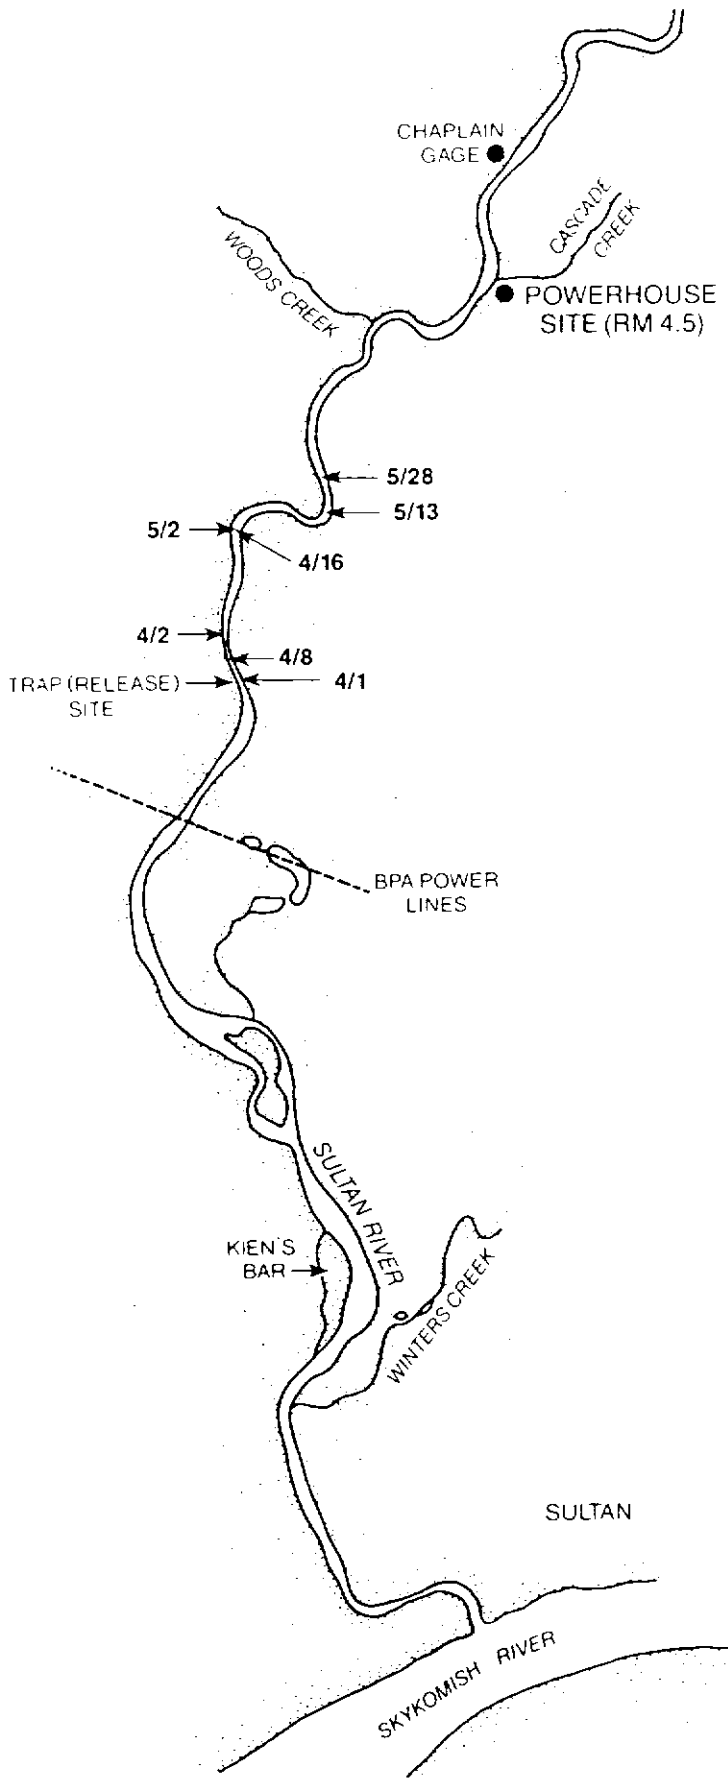 CHAPLAIN
GAGE
CASCADE
CREEK
WOODS CREEK
POWERHOUSE
SITE (RM 4.5)
5/28
5/13
5/2
4/16
4/2
4/8
TRAP (RELEASE)
SITE
4/1
BPA POWER
LINES
SULTAN RIVER
KIEN'S
BAR
WINTERS CREEK
SULTAN
SKYKOMISH RIVER